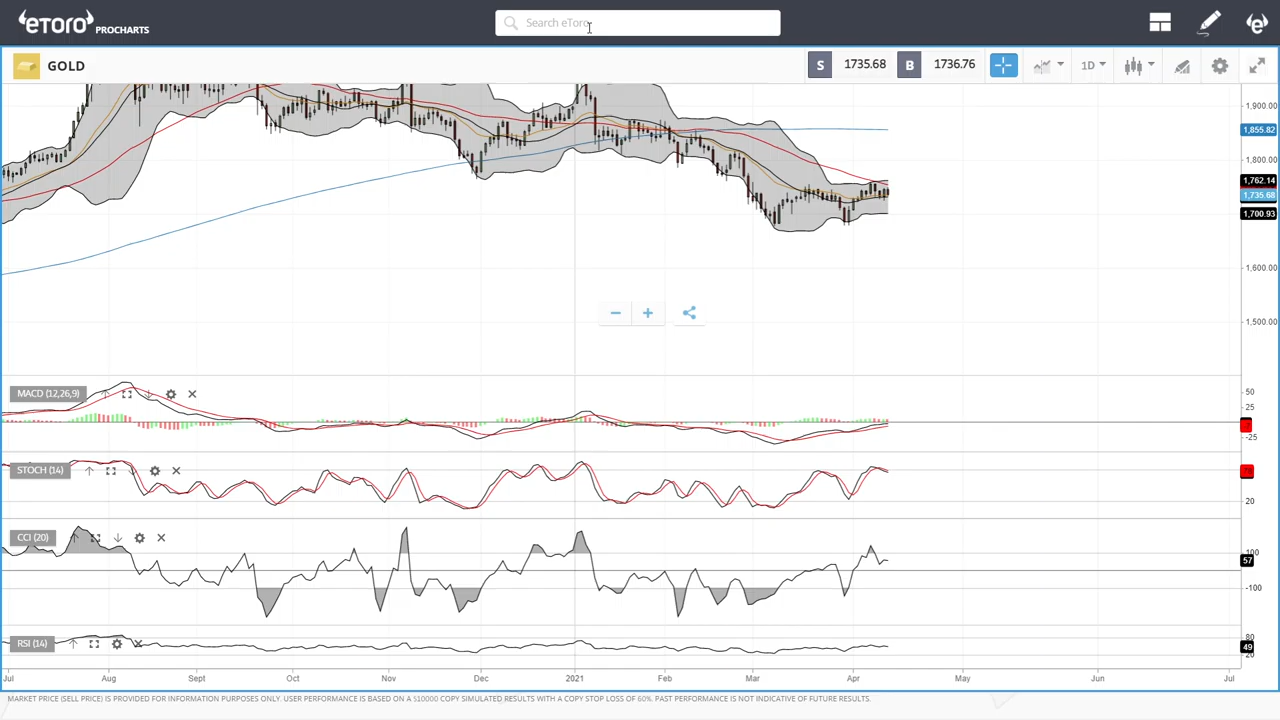 eTORO PROCHARTS
Search eToro
GOLD
S 1735.68 B 1736.76 1D
1,900.00
1,855.82
1,800.00
1,762.14
1,735.68
1,700.93
1,600.00
1,500.00
MACD (12,26,9)
50
25
-25
STOCH (14)
20
CCI (20)
100
57
-100
RSI (14)
80
49
20
Jul Aug Sept Oct Nov Dec 2021 Feb Mar Apr May Jun Jul
MARKET PRICE (SELL PRICE) IS PROVIDED FOR INFORMATION PURPOSES ONLY. USER PERFORMANCE IS BASED ON A $10000 COPY SIMULATED RESULTS WITH A COPY STOP LOSS OF 60%. PAST PERFORMANCE IS NOT INDICATIVE OF FUTURE RESULTS.